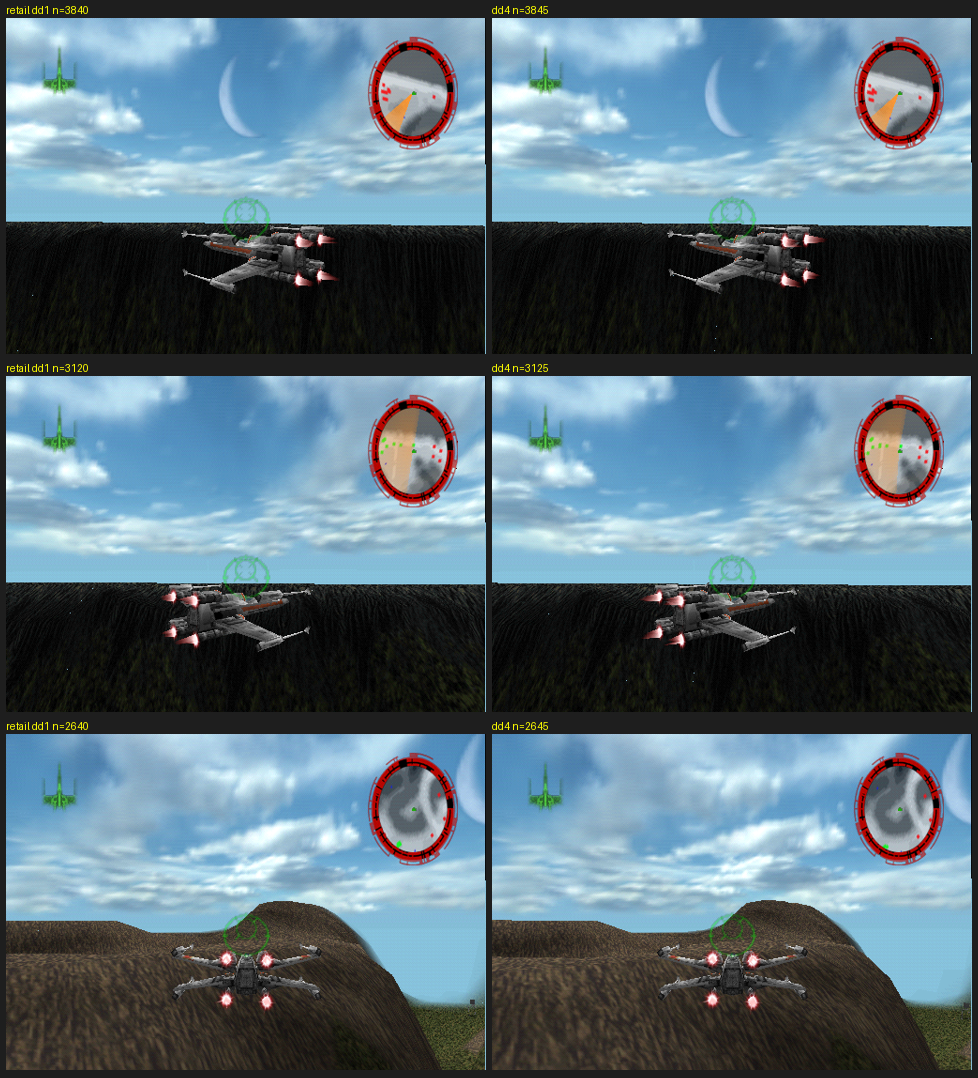 retail dd1 n=3840
dd4 n=3845
retail dd1 n=3120
dd4 n=3125
retail dd1 n=2640
dd4 n=2645